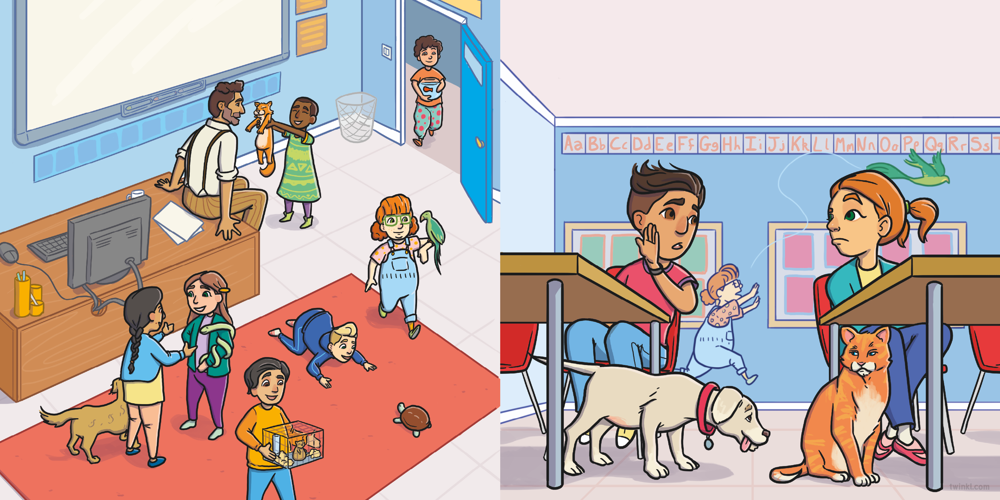 Aa Bb Cc Dd Ee Ff Gg Hh Ii Jj Kk Ll Mm Nn Oo Pp Qq Rr Ss T
twinkl.com